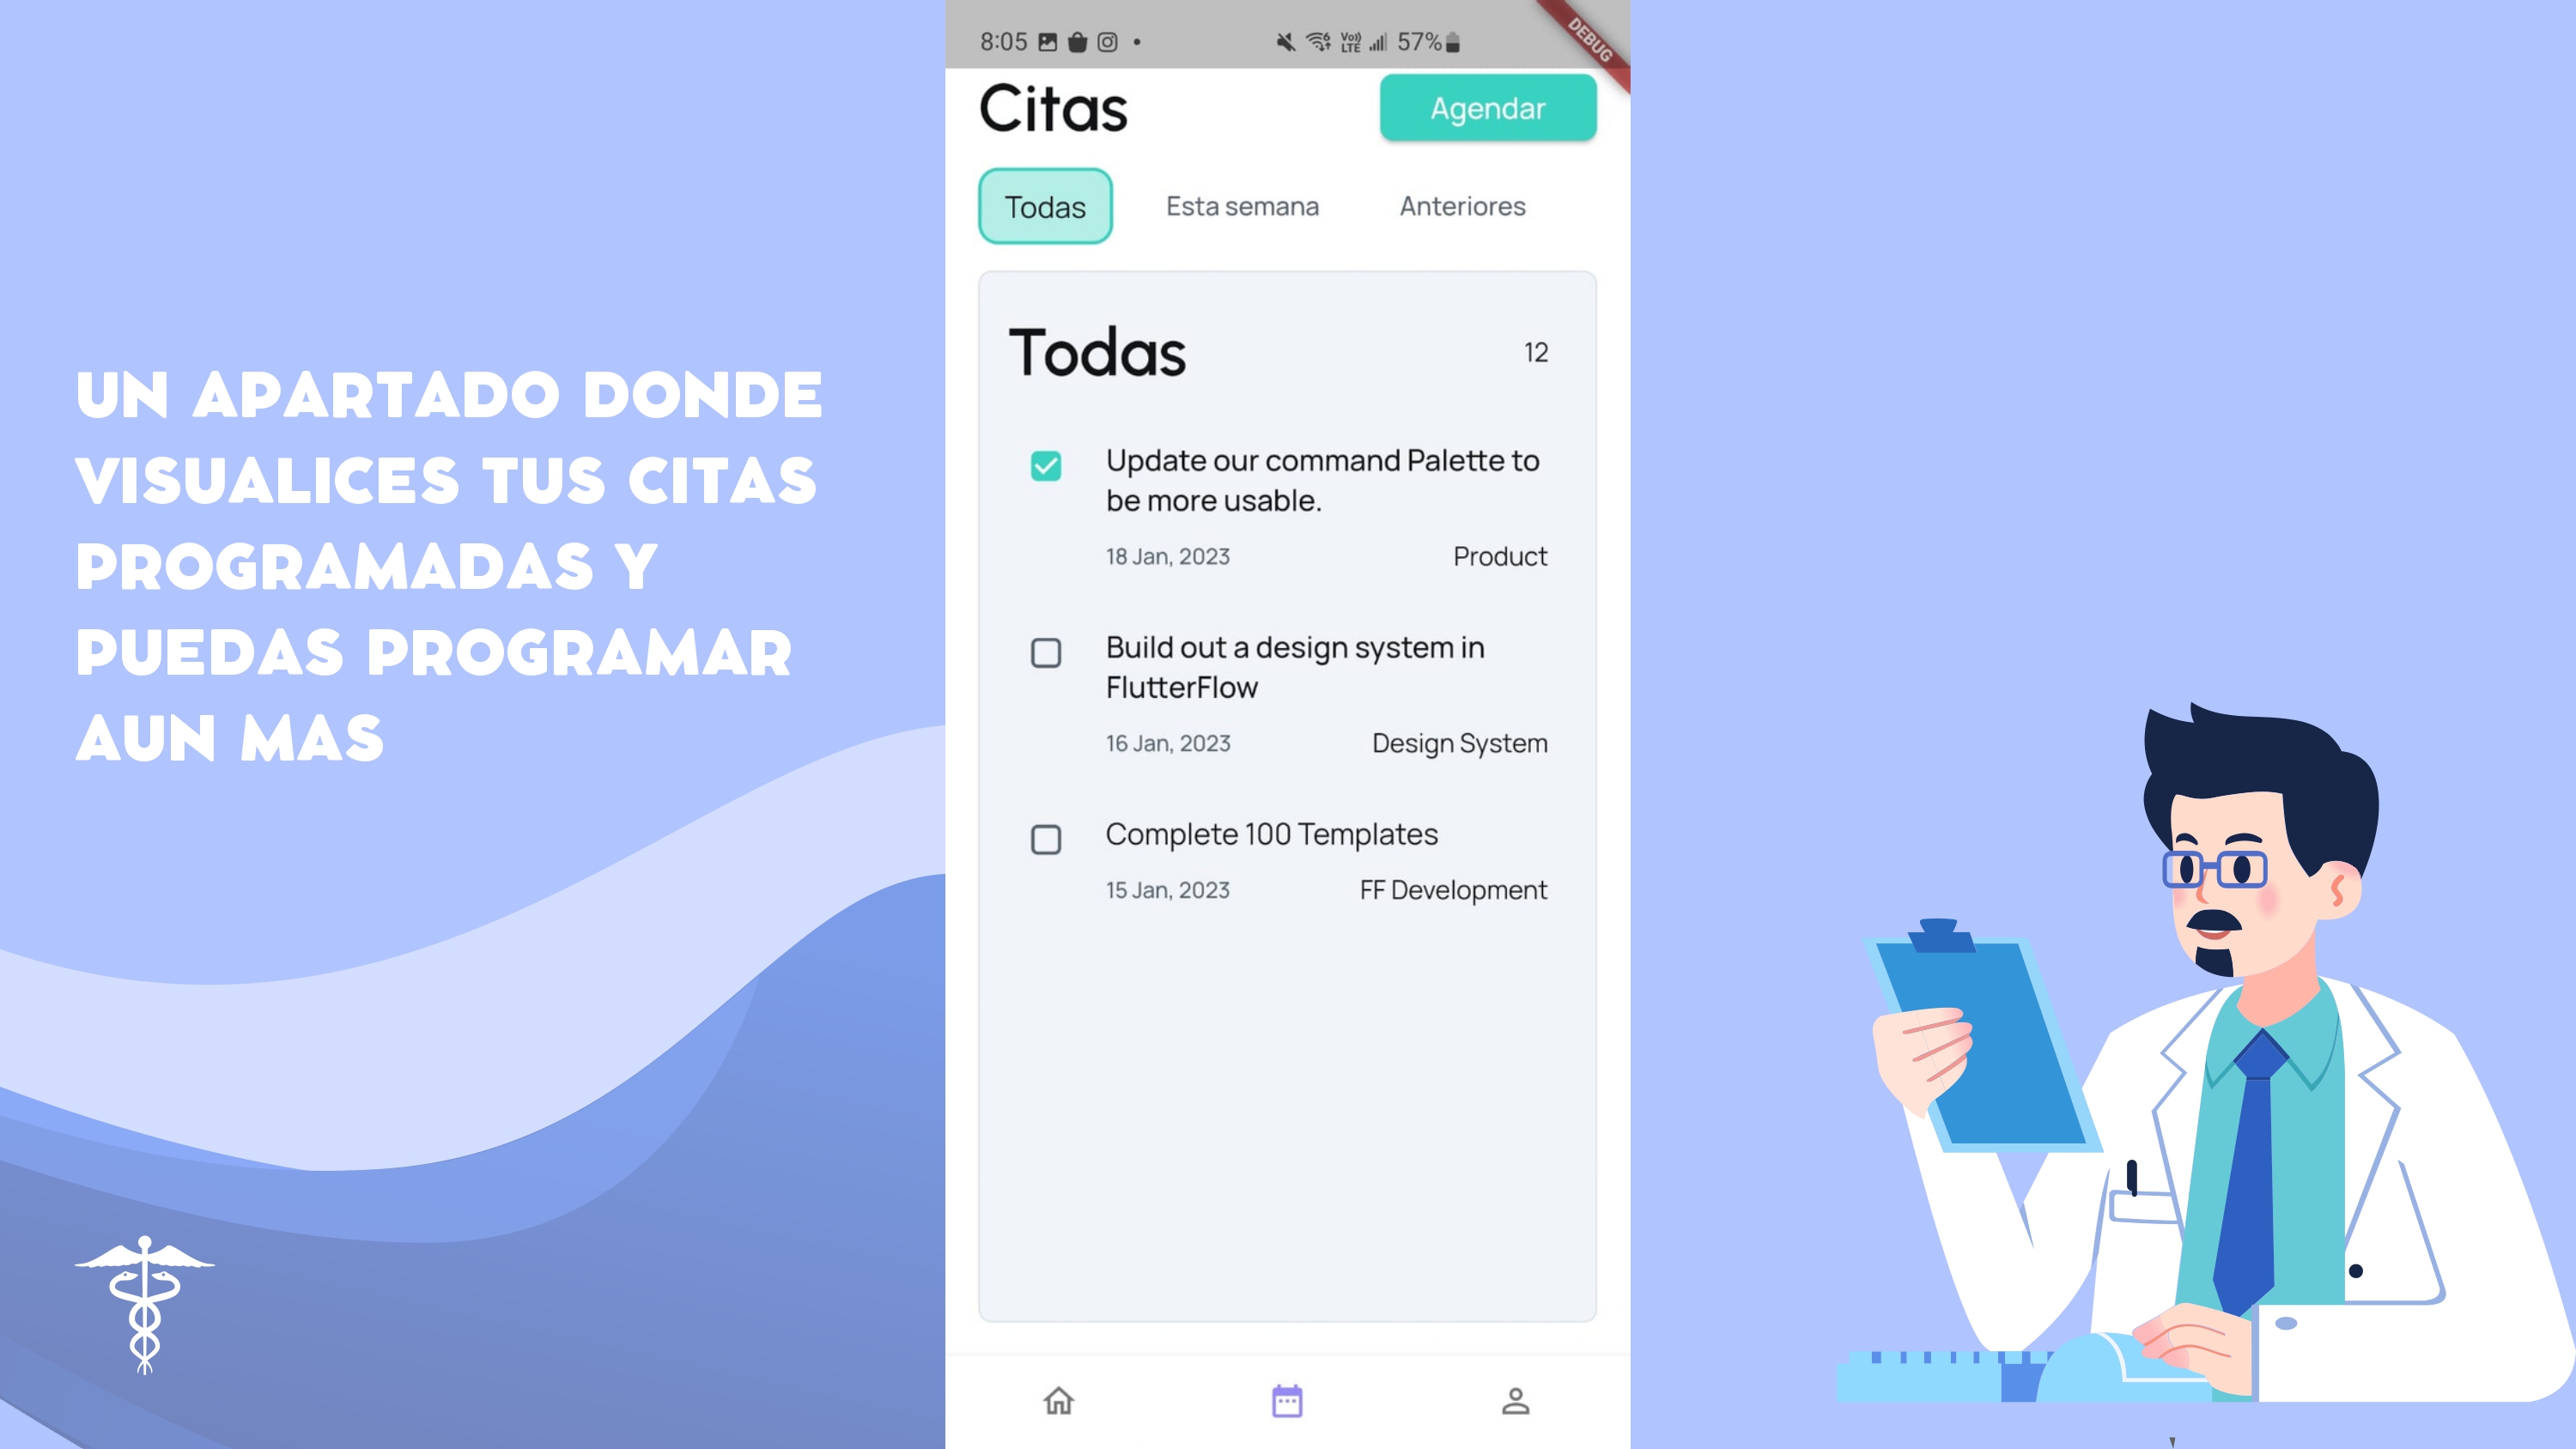 UN APARTADO DONDE
VISUALICES TUS CITAS
PROGRAMADAS Y
PUEDAS PROGRAMAR
AUN MAS
8:05
Vo)) LTE
57%
DEBUG
Citas
Agendar
Todas
Esta semana
Anteriores
Todas
12
Update our command Palette to
be more usable.
18 Jan, 2023
Product
Build out a design system in
FlutterFlow
16 Jan, 2023
Design System
Complete 100 Templates
15 Jan, 2023
FF Development